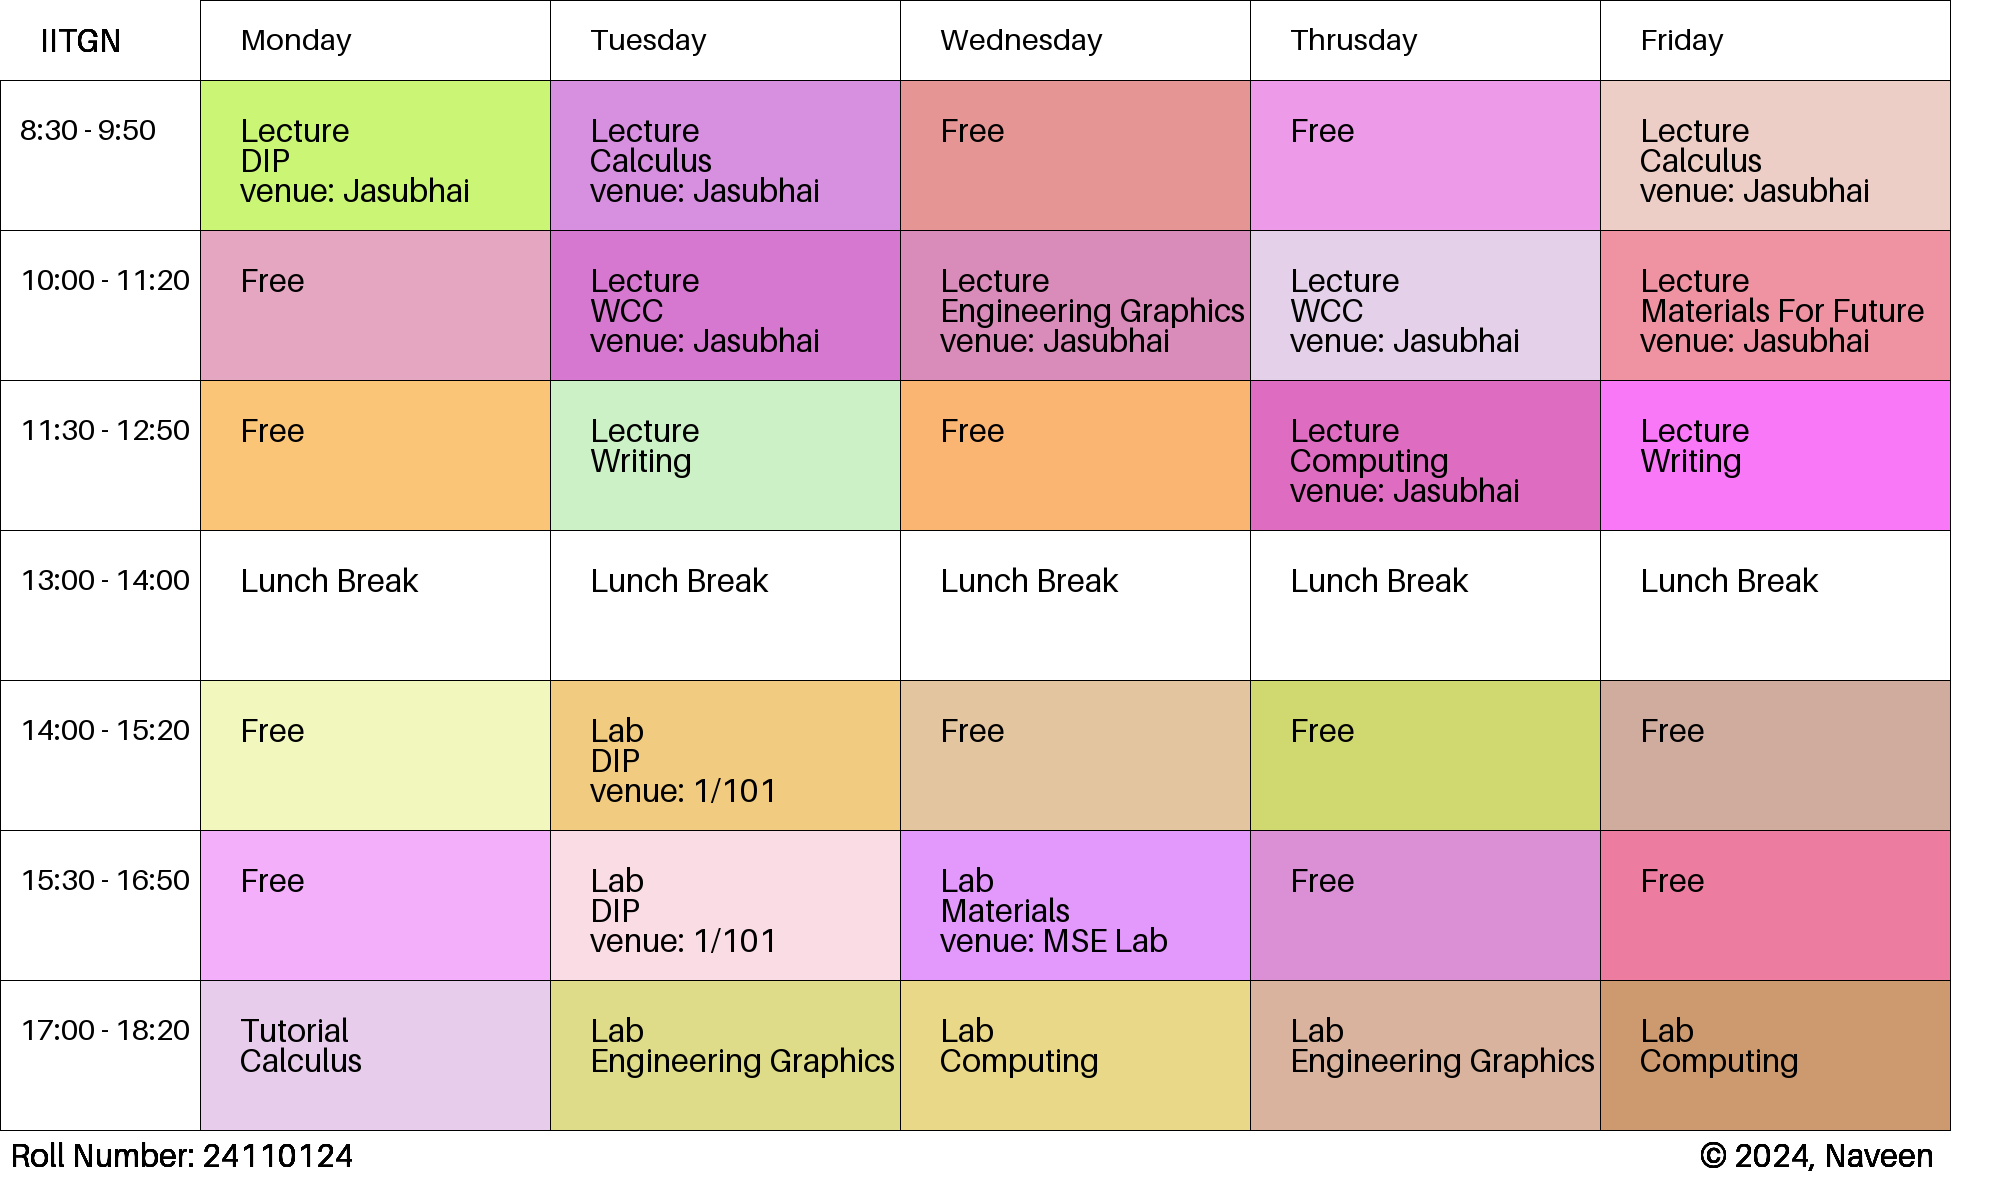 IITGN
Monday
Tuesday
Wednesday
Thrusday
Friday
8:30 - 9:50
Lecture
DIP
venue: Jasubhai
Lecture
Calculus
venue: Jasubhai
Free
Free
Lecture
Calculus
venue: Jasubhai
10:00 - 11:20
Free
Lecture
WCC
venue: Jasubhai
Lecture
Engineering Graphics
venue: Jasubhai
Lecture
WCC
venue: Jasubhai
Lecture
Materials For Future
venue: Jasubhai
11:30 - 12:50
Free
Lecture
Writing
Free
Lecture
Computing
venue: Jasubhai
Lecture
Writing
13:00 - 14:00
Lunch Break
Lunch Break
Lunch Break
Lunch Break
Lunch Break
14:00 - 15:20
Free
Lab
DIP
venue: 1/101
Free
Free
Free
15:30 - 16:50
Free
Lab
DIP
venue: 1/101
Lab
Materials
venue: MSE Lab
Free
Free
17:00 - 18:20
Tutorial
Calculus
Lab
Engineering Graphics
Lab
Computing
Lab
Engineering Graphics
Lab
Computing
Roll Number: 24110124
© 2024, Naveen